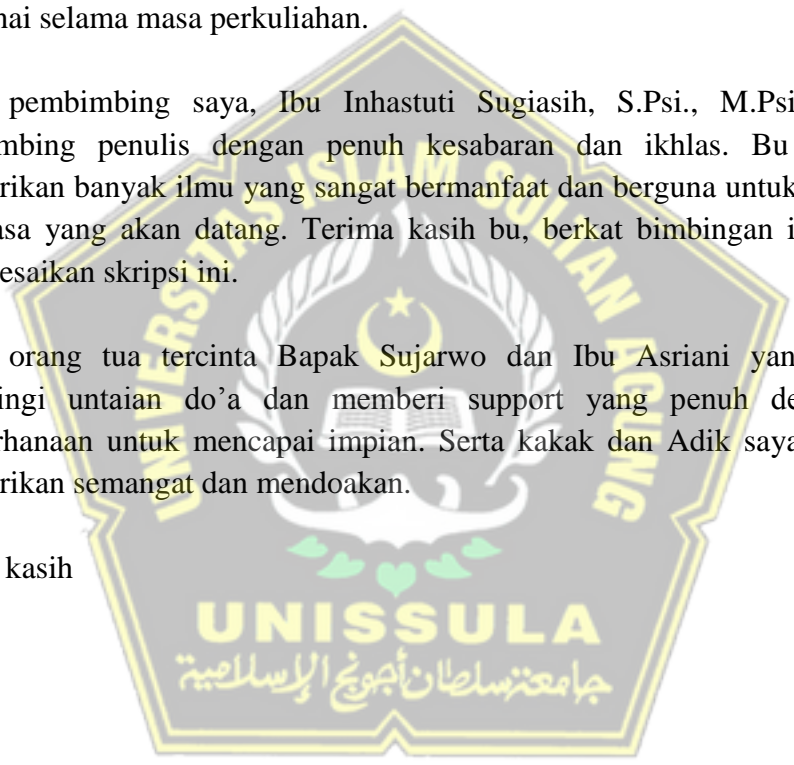 nai selama masa perkuliahan.
pembimbing saya, Ibu Inhastuti Sugiasih, S.Psi., M.Psi
mbing penulis dengan penuh kesabaran dan ikhlas. Bu
rikan banyak ilmu yang sangat bermanfaat dan berguna untuk
asa yang akan datang. Terima kasih bu, berkat bimbingan i
esaikan skripsi ini.
orang tua tercinta Bapak Sujarwo dan Ibu Asriani yan
ingi untaian do’a dan memberi support yang penuh de
rhanaan untuk mencapai impian. Serta kakak dan Adik saya
rikan semangat dan mendoakan.
kasih
UNIVERSITAS ISLAM SULTAN AGUNG
UNISSULA
جامعة سلطان أجونج الإسلامية